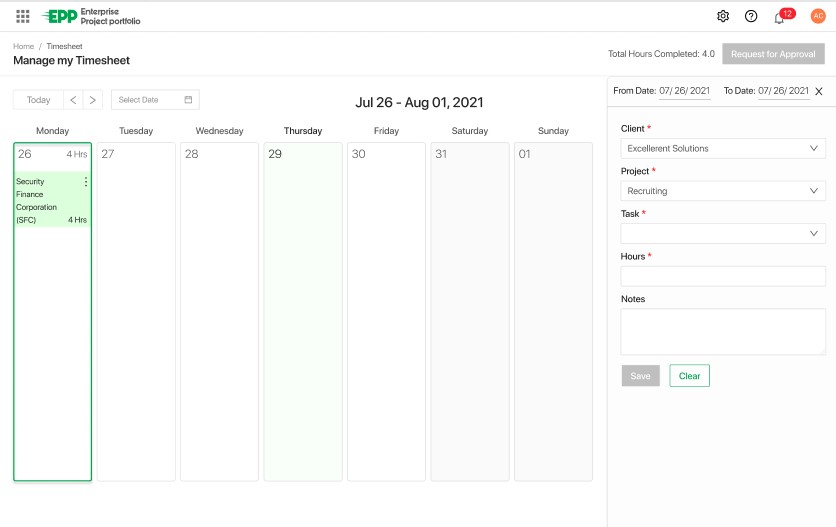 EPP Enterprise
Project portfolio
12
AC
Home / Timesheet
Manage my Timesheet
Total Hours Completed: 4.0
Request for Approval
Today
Select Date
Jul 26 - Aug 01, 2021
From Date: 07/ 26/ 2021
To Date: 07/ 26/ 2021
Monday
Tuesday
Wednesday
Thursday
Friday
Saturday
Sunday
26
4 Hrs
27
28
29
30
31
01
Security
Finance
Corporation
(SFC)
4 Hrs
Client *
Excellerent Solutions
Project *
Recruiting
Task *
Hours *
Notes
Save
Clear